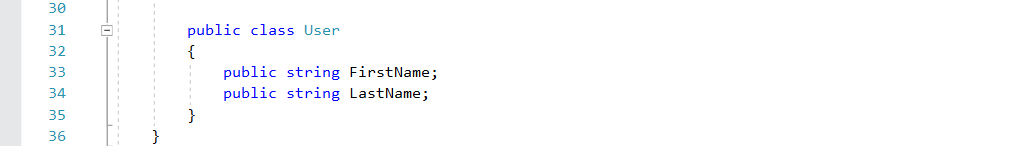 30
31 public class User
32 {
33 public string FirstName;
34 public string LastName;
35 }
36 }